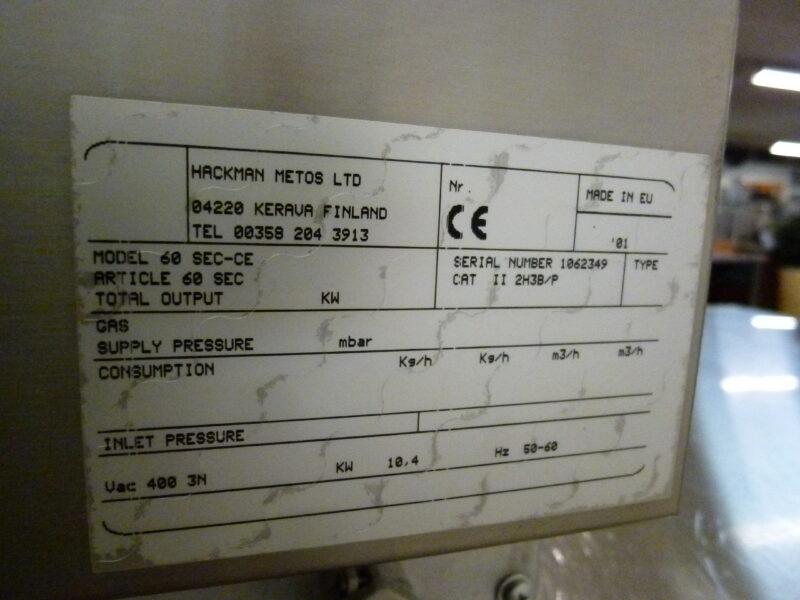 HACKMAN METOS LTD
04220 KERAVA FINLAND
TEL 00358 204 3913
Nr.
CE
MADE IN EU
'01
MODEL 60 SEC-CE
ARTICLE 60 SEC
TOTAL OUTPUT KW
SERIAL NUMBER 1062349
CAT II 2H3B/P
TYPE
GAS
SUPPLY PRESSURE mbar
CONSUMPTION Kg/h Kg/h m3/h m3/h
INLET PRESSURE
Vac 400 3N KW 10,4 Hz 50-60